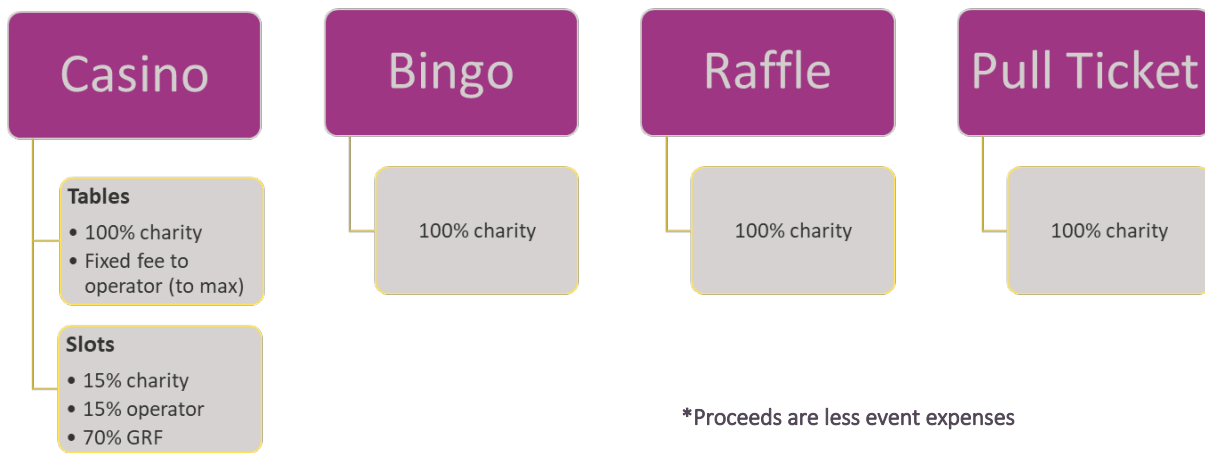 Casino
Tables
• 100% charity
• Fixed fee to
operator (to max)
Slots
• 15% charity
• 15% operator
• 70% GRF
Bingo
100% charity
Raffle
100% charity
Pull Ticket
100% charity
*Proceeds are less event expenses